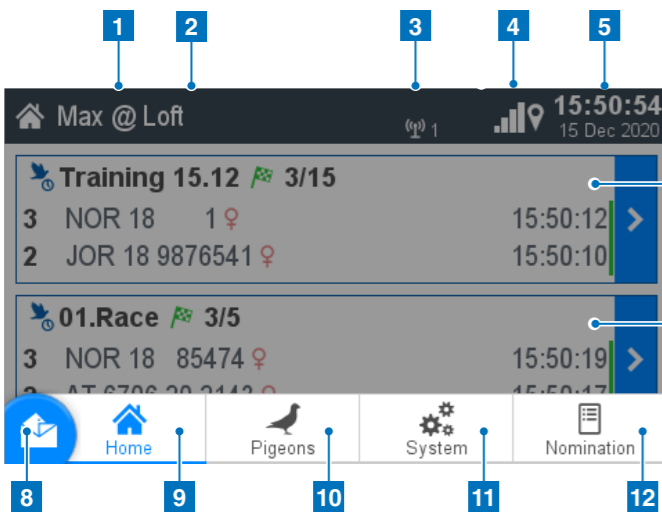 1 2 3 4 5
Max @ Loft 1 15:50:54
15 Dec 2020
Training 15.12 3/15
3 NOR 18 1♀ 15:50:12
2 JOR 18 9876541♀ 15:50:10
01.Race 3/5
3 NOR 18 85474♀ 15:50:19
Home Pigeons System Nomination
8 9 10 11 12